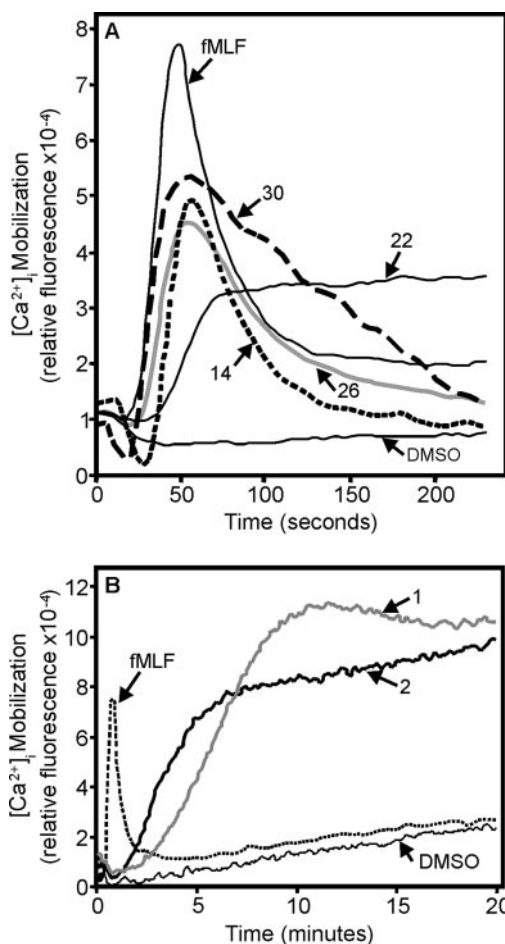 A
fMLF
30
22
14
26
DMSO
8
7
6
5
4
3
2
1
0
[Ca²⁺]ᵢ Mobilization
(relative fluorescence x10⁻⁴)
0 50 100 150 200
Time (seconds)
B
1
fMLF
2
DMSO
12
10
8
6
4
2
0
[Ca²⁺]ᵢ Mobilization
(relative fluorescence x10⁻⁴)
0 5 10 15 20
Time (minutes)